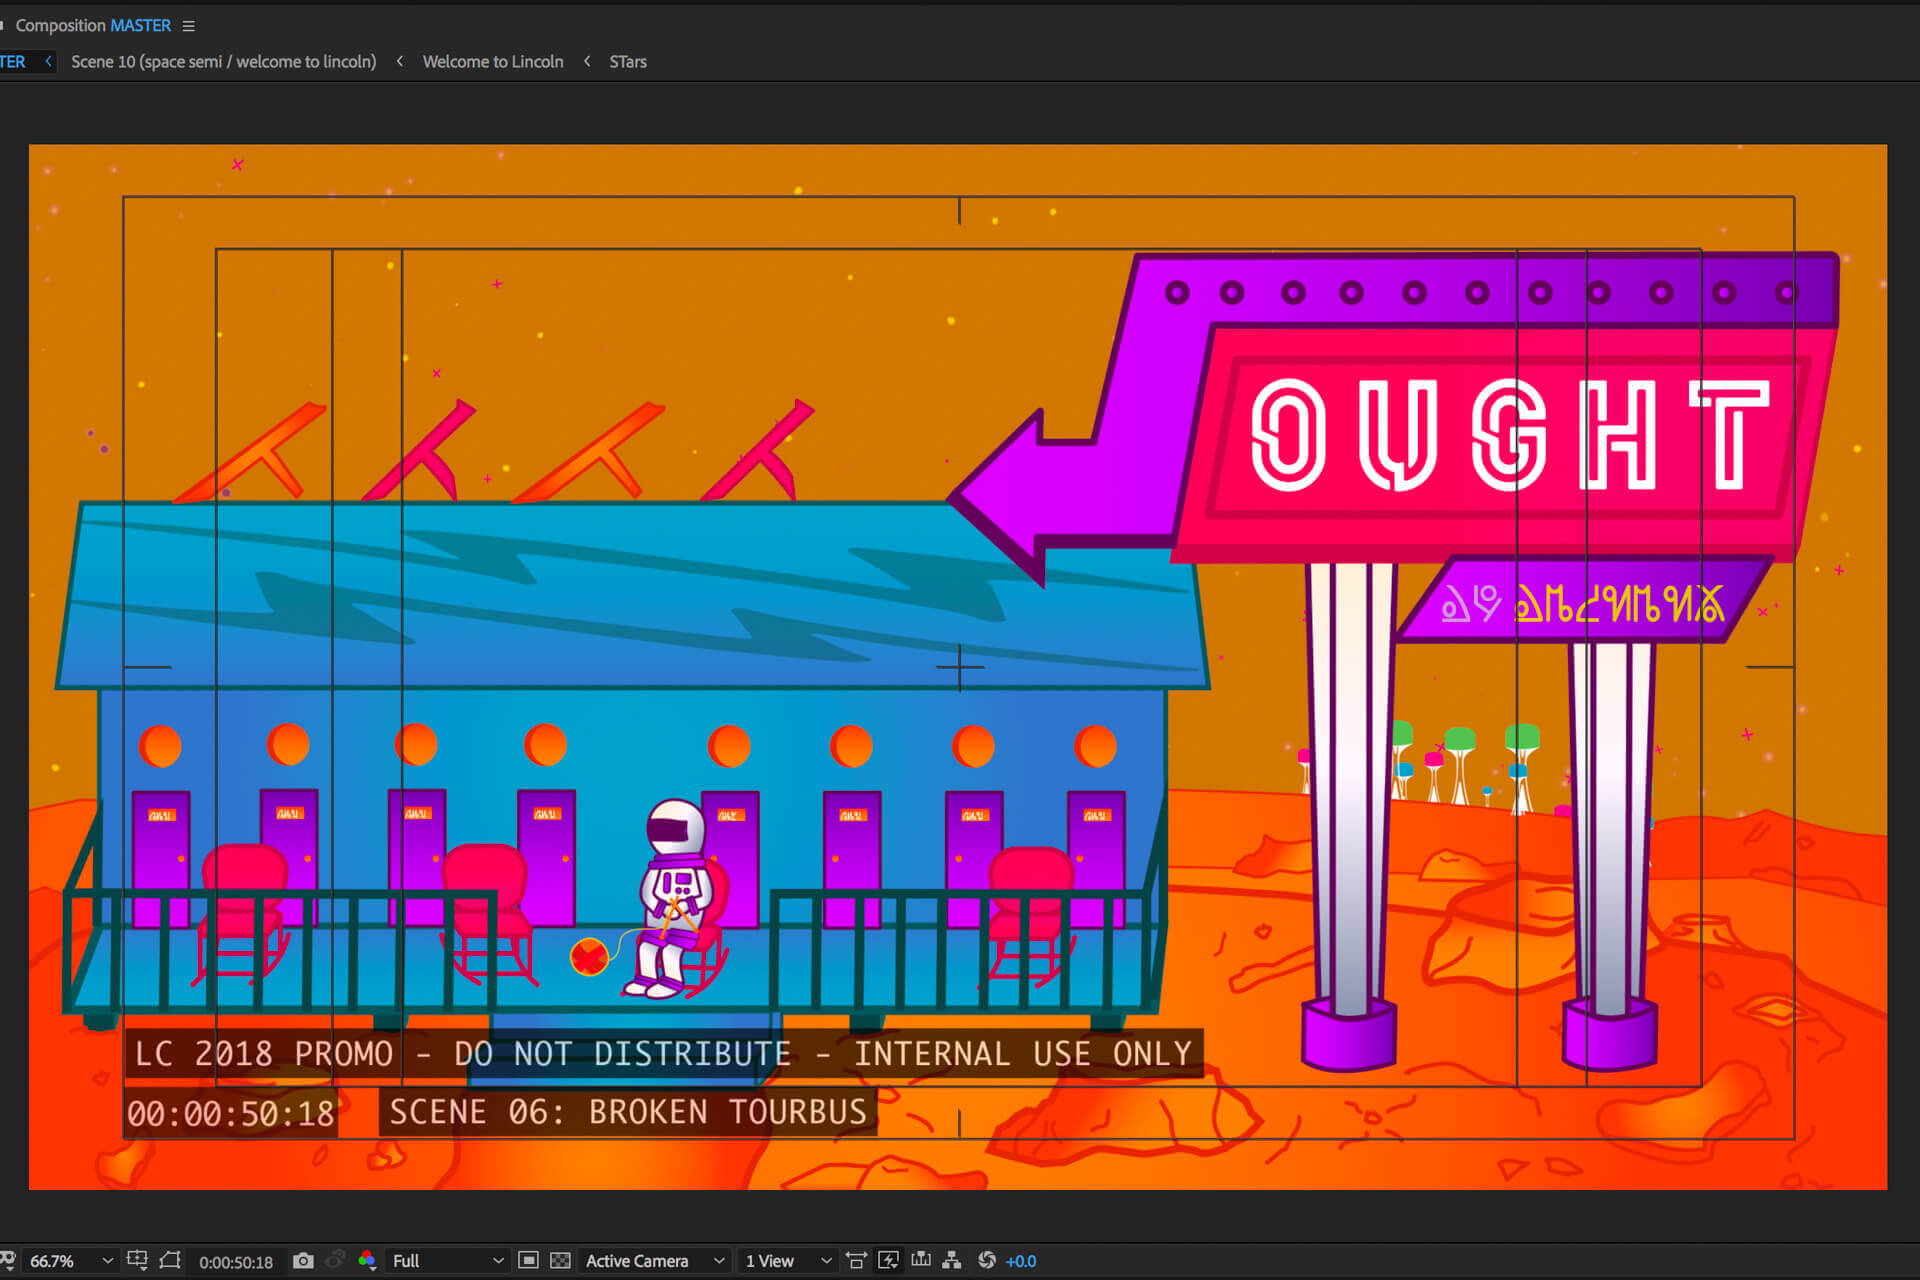 Composition MASTER
TER < Scene 10 (space semi / welcome to lincoln) < Welcome to Lincoln < STars
OUGHT
LC 2018 PROMO - DO NOT DISTRIBUTE - INTERNAL USE ONLY
00:00:50:18 SCENE 06: BROKEN TOURBUS
66.7% 0:00:50:18 Full Active Camera 1 View +0.0